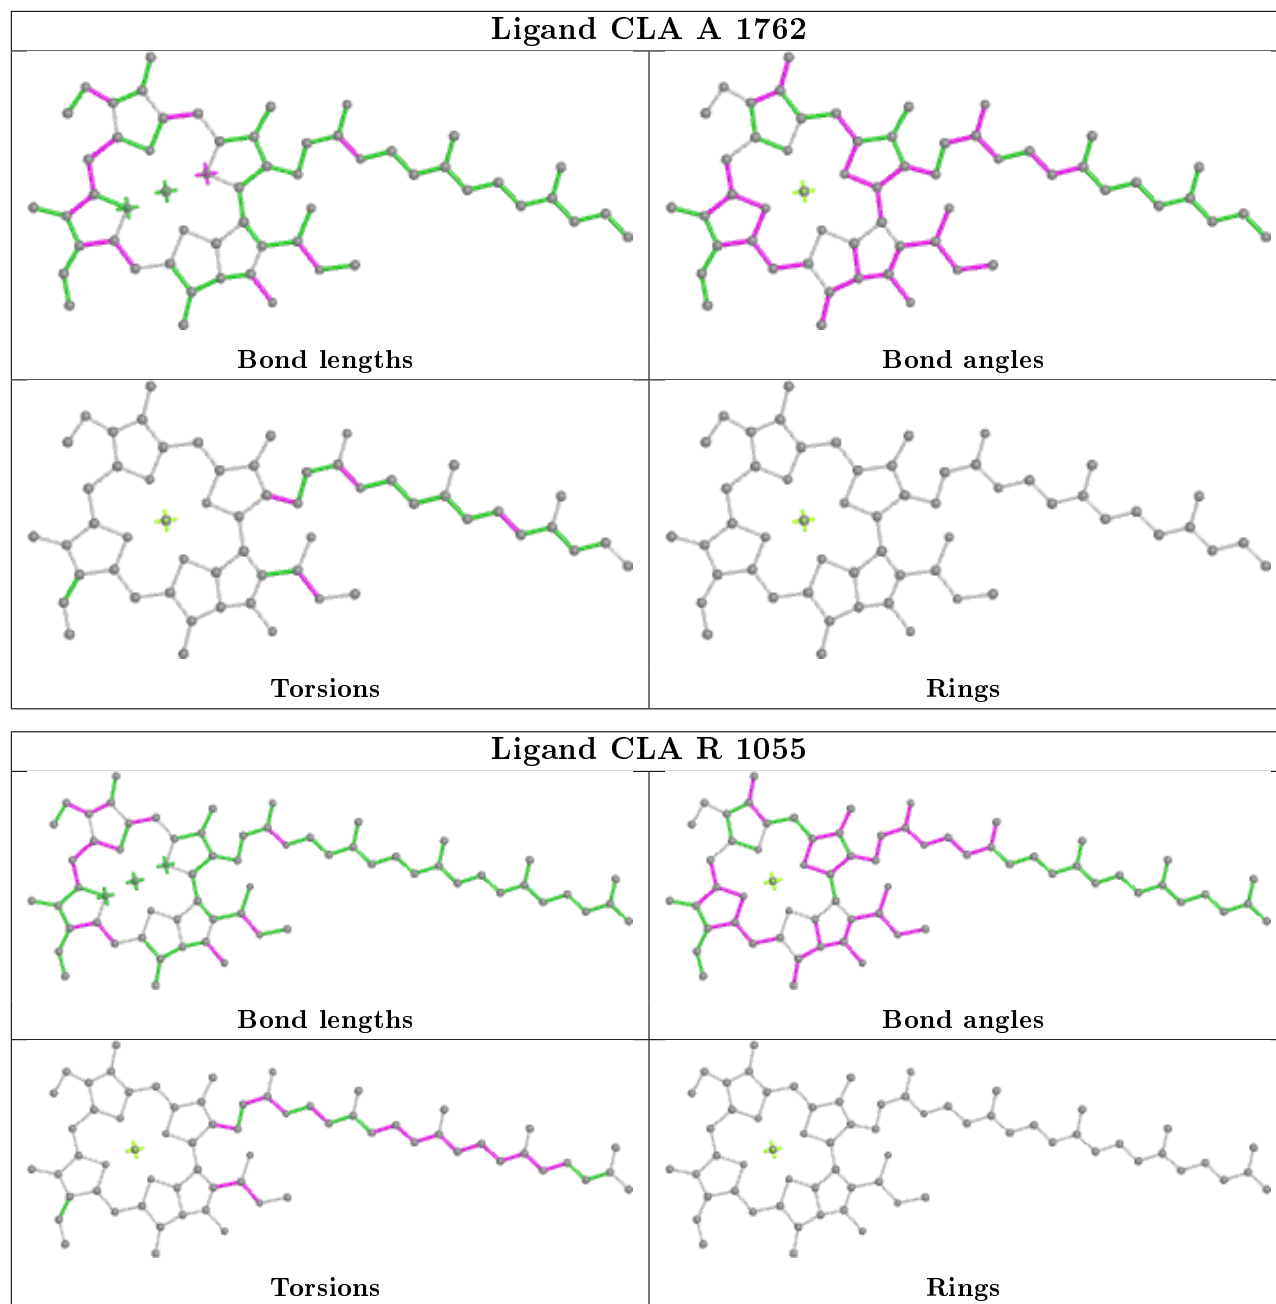 Ligand CLA A 1762
Bond lengths
Bond angles
Torsions
Rings
Ligand CLA R 1055
Bond lengths
Bond angles
Torsions
Rings